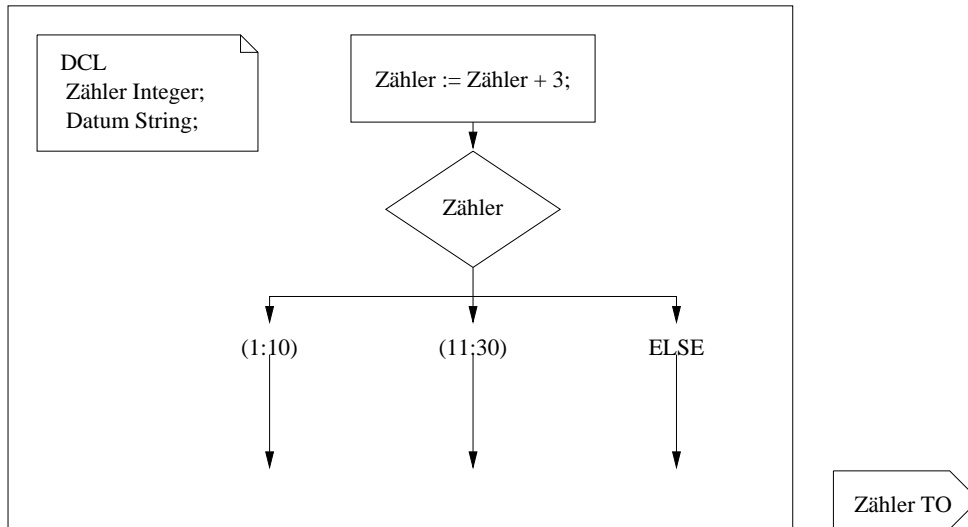 DCL
Zähler Integer;
Datum String;
Zähler := Zähler + 3;
Zähler
(1:10)
(11:30)
ELSE
Zähler TO